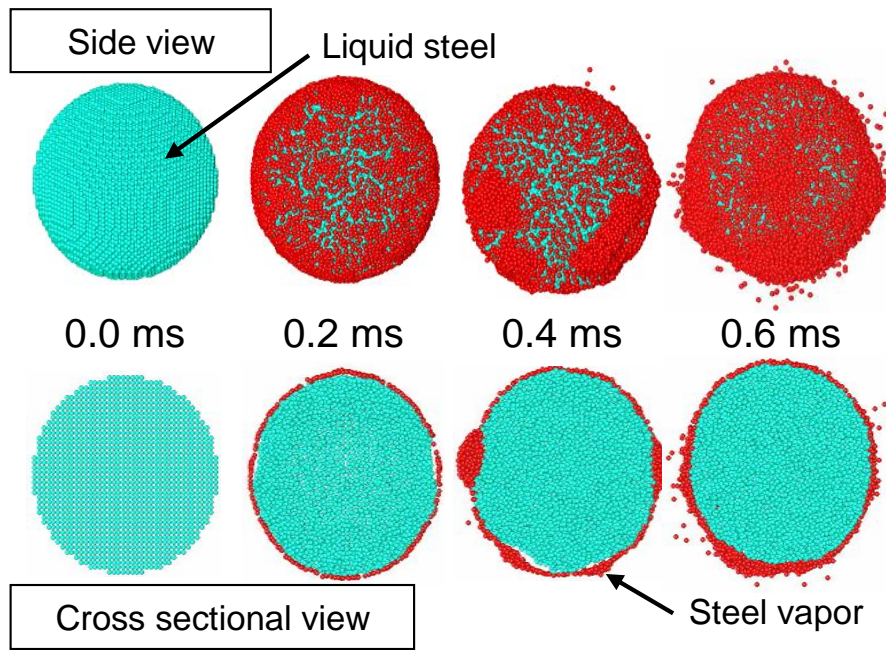 Side view
Liquid steel
0.0 ms
0.2 ms
0.4 ms
0.6 ms
Cross sectional view
Steel vapor